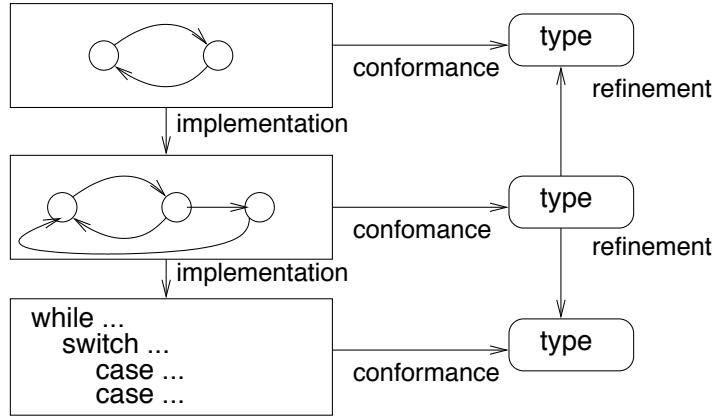 type
conformance
refinement
implementation
type
confomance
refinement
implementation
while ...
switch ...
case ...
case ...
type
conformance